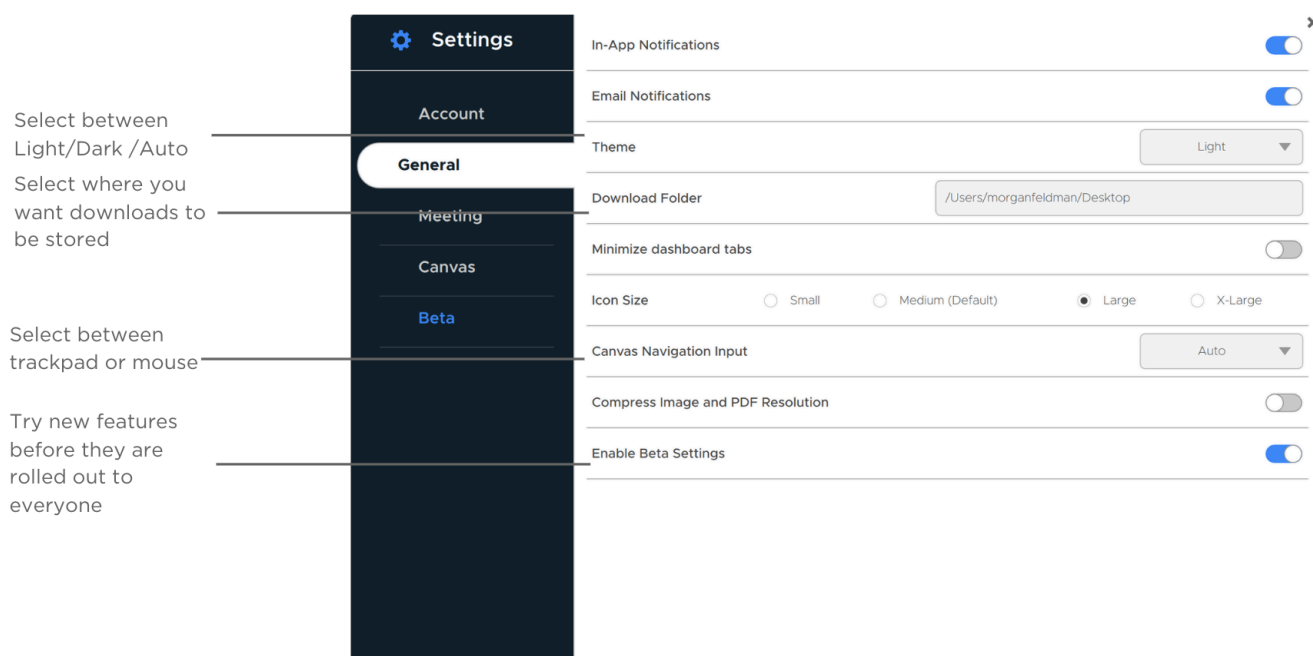 Settings
Account
General
Meeting
Canvas
Beta
Select between
Light/Dark /Auto
Select where you
want downloads to
be stored
Select between
trackpad or mouse
Try new features
before they are
rolled out to
everyone
In-App Notifications
Email Notifications
Theme Light
Download Folder /Users/morganfeldman/Desktop
Minimize dashboard tabs
Icon Size Small Medium (Default) Large X-Large
Canvas Navigation Input Auto
Compress Image and PDF Resolution
Enable Beta Settings